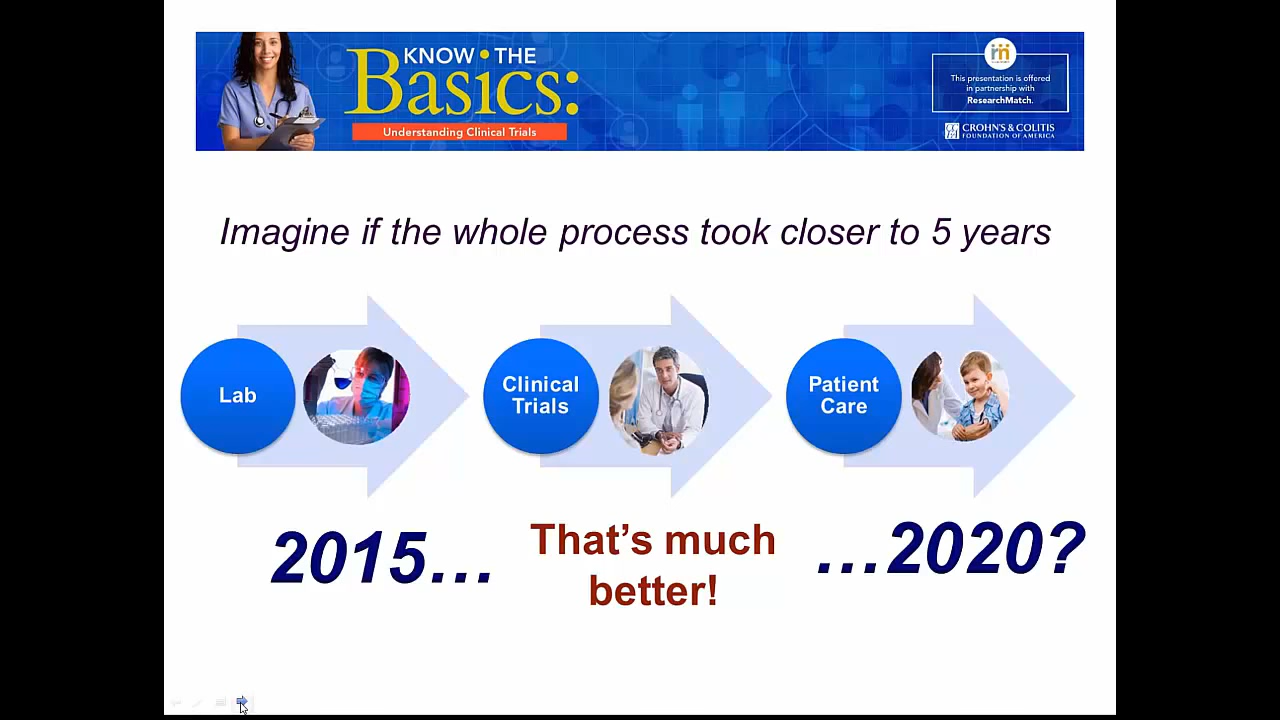 KNOW THE
Basics:
Understanding Clinical Trials
This presentation is offered
in partnership with
ResearchMatch.
CROHN'S & COLITIS
FOUNDATION OF AMERICA
Imagine if the whole process took closer to 5 years
Lab
Clinical
Trials
Patient
Care
2015…
That's much
better!
…2020?